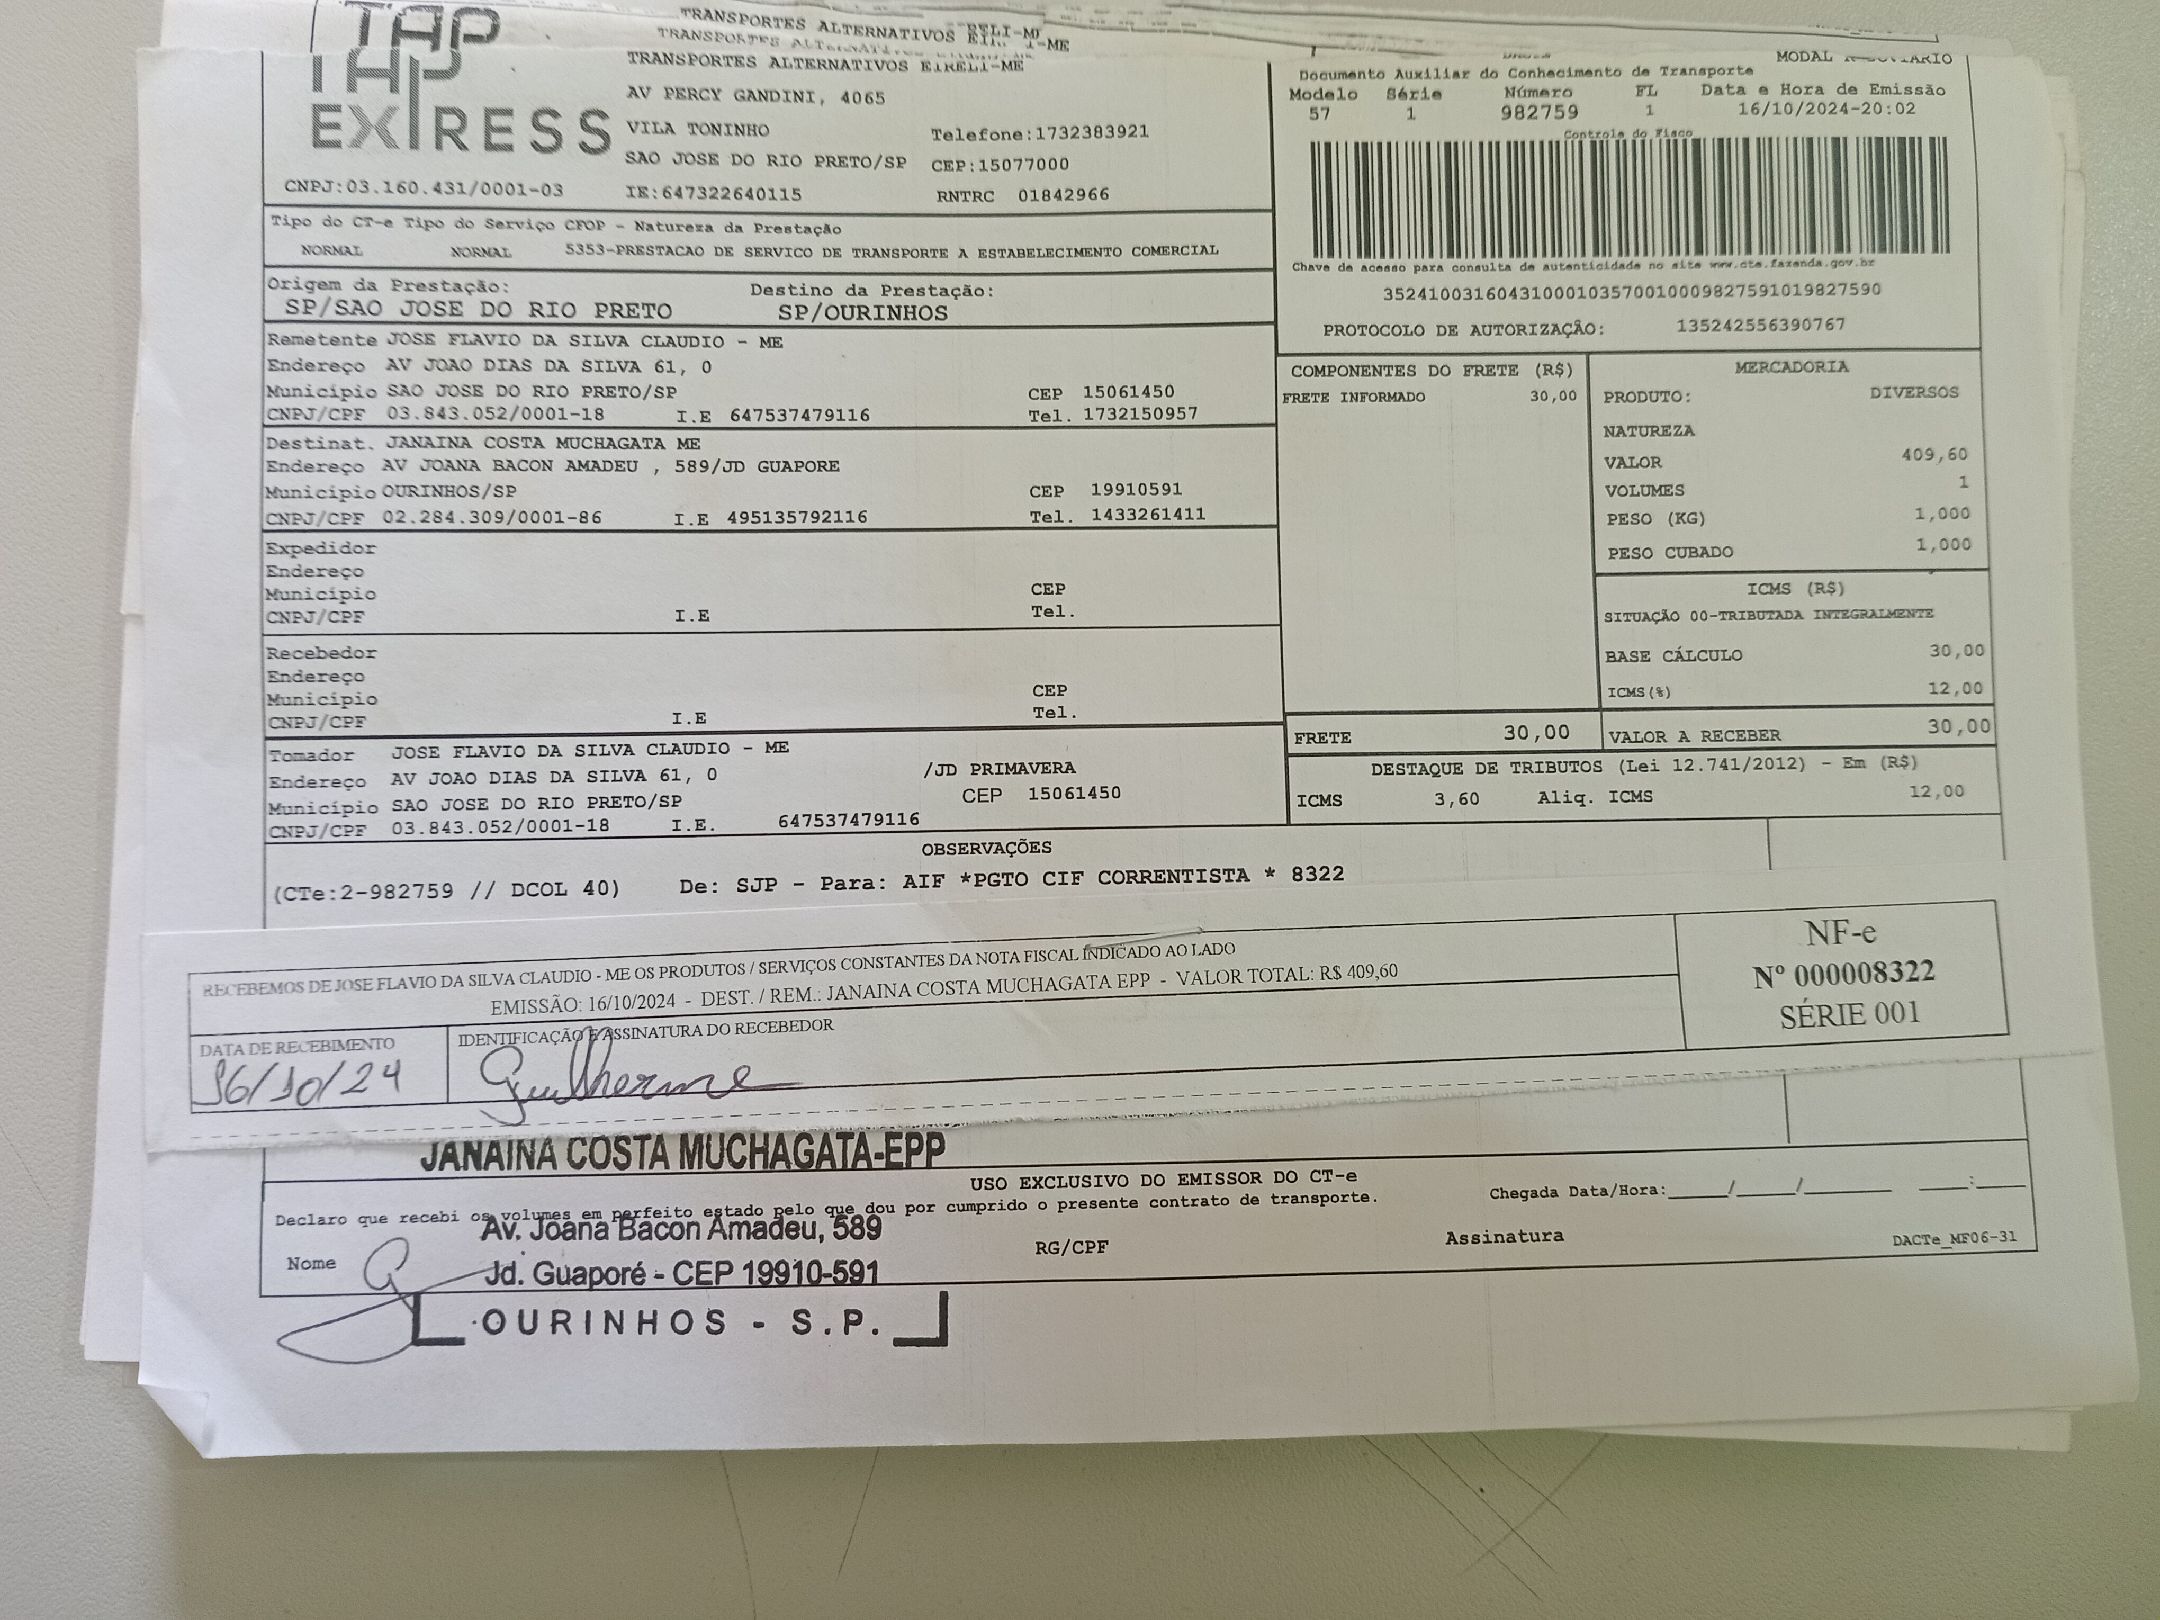 TAP
TAP
EXPRESS
TRANSPORTES ALTERNATIVOS EIRELI-ME
TRANSPORTES ALTERNATIVOS EIRELI-ME
TRANSPORTES ALTERNATIVOS EIRELI-ME
AV PERCY GANDINI, 4065
VILA TONINHO Telefone:1732383921
SAO JOSE DO RIO PRETO/SP CEP:15077000
CNPJ:03.160.431/0001-03 IE:647322640115 RNTRC 01842966
MODAL RODOVIARIO
Documento Auxiliar do Conhecimento de Transporte
Modelo Série Número FL Data e Hora de Emissão
57 1 982759 1 16/10/2024-20:02
Controle do Fisco
Chave de acesso para consulta de autenticidade no site www.cte.fazenda.gov.br
35241003160431000103570010009827591019827590
PROTOCOLO DE AUTORIZAÇÃO: 135242556390767
Tipo do CT-e Tipo do Serviço CFOP - Natureza da Prestação
NORMAL NORMAL 5353-PRESTACAO DE SERVICO DE TRANSPORTE A ESTABELECIMENTO COMERCIAL
Origem da Prestação: Destino da Prestação:
SP/SAO JOSE DO RIO PRETO SP/OURINHOS
Remetente JOSE FLAVIO DA SILVA CLAUDIO - ME
Endereço AV JOAO DIAS DA SILVA 61, 0
Município SAO JOSE DO RIO PRETO/SP CEP 15061450
CNPJ/CPF 03.843.052/0001-18 I.E 647537479116 Tel. 1732150957
Destinat. JANAINA COSTA MUCHAGATA ME
Endereço AV JOANA BACON AMADEU , 589/JD GUAPORE
Município OURINHOS/SP CEP 19910591
CNPJ/CPF 02.284.309/0001-86 I.E 495135792116 Tel. 1433261411
Expedidor
Endereço
Município CEP
CNPJ/CPF I.E Tel.
Recebedor
Endereço
Município CEP
CNPJ/CPF I.E Tel.
Tomador JOSE FLAVIO DA SILVA CLAUDIO - ME
Endereço AV JOAO DIAS DA SILVA 61, 0 /JD PRIMAVERA
Município SAO JOSE DO RIO PRETO/SP CEP 15061450
CNPJ/CPF 03.843.052/0001-18 I.E. 647537479116
COMPONENTES DO FRETE (R$)
FRETE INFORMADO 30,00
FRETE 30,00
MERCADORIA
PRODUTO: DIVERSOS
NATUREZA
VALOR 409,60
VOLUMES 1
PESO (KG) 1,000
PESO CUBADO 1,000
ICMS (R$)
SITUAÇÃO 00-TRIBUTADA INTEGRALMENTE
BASE CÁLCULO 30,00
ICMS(%) 12,00
VALOR A RECEBER 30,00
DESTAQUE DE TRIBUTOS (Lei 12.741/2012) - Em (R$)
ICMS 3,60 Aliq. ICMS 12,00
OBSERVAÇÕES
(CTe:2-982759 // DCOL 40) De: SJP - Para: AIF *PGTO CIF CORRENTISTA * 8322
RECEBEMOS DE JOSE FLAVIO DA SILVA CLAUDIO - ME OS PRODUTOS / SERVIÇOS CONSTANTES DA NOTA FISCAL INDICADO AO LADO
EMISSÃO: 16/10/2024 - DEST. / REM.: JANAINA COSTA MUCHAGATA EPP - VALOR TOTAL: R$ 409,60
DATA DE RECEBIMENTO IDENTIFICAÇÃO E ASSINATURA DO RECEBEDOR
16/10/24 Guilherme
NF-e
Nº 000008322
SÉRIE 001
JANAINA COSTA MUCHAGATA-EPP
USO EXCLUSIVO DO EMISSOR DO CT-e
Declaro que recebi os volumes em perfeito estado pelo que dou por cumprido o presente contrato de transporte.
Chegada Data/Hora:____/____/______ ____:____
Av. Joana Bacon Amadeu, 589
Nome RG/CPF Assinatura DACTe_MF06-31
Jd. Guaporé - CEP 19910-591
OURINHOS - S.P.